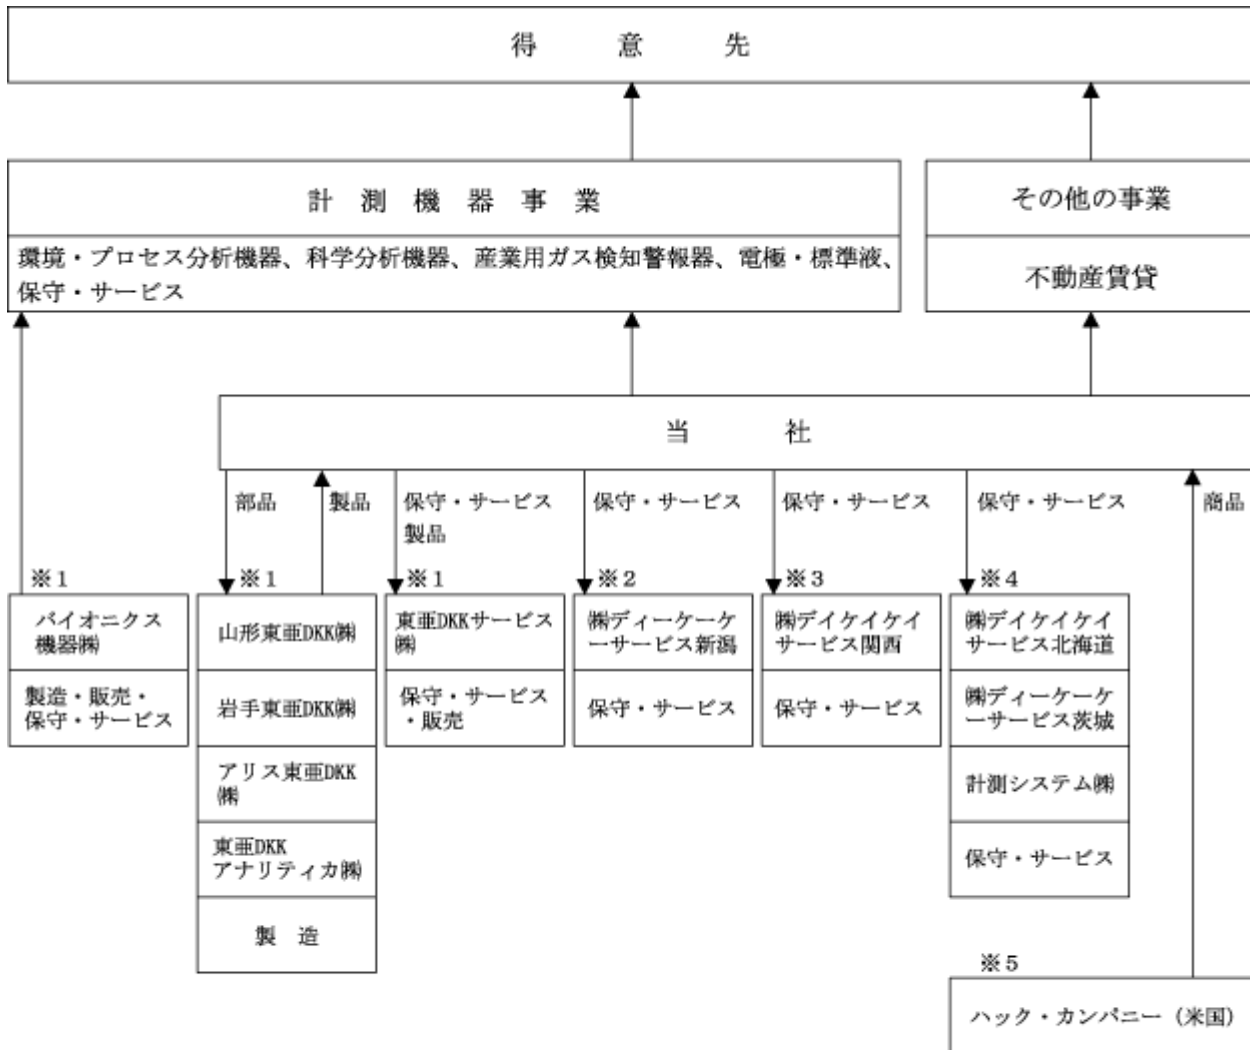 得意先
計測機器事業
その他の事業
環境・プロセス分析機器、科学分析機器、産業用ガス検知警報器、電極・標準液、
保守・サービス
不動産賃貸
当社
部品
製品
保守・サービス
製品
保守・サービス
保守・サービス
保守・サービス
商品
※1
※1
※1
※2
※3
※4
バイオニクス
機器㈱
製造・販売・
保守・サービス
山形東亜DKK㈱
岩手東亜DKK㈱
アリス東亜DKK
㈱
東亜DKK
アナリティカ㈱
製造
東亜DKKサービス
㈱
保守・サービス
・販売
㈱ディーケーケ
ーサービス新潟
保守・サービス
㈱デイケイケイ
サービス関西
保守・サービス
㈱デイケイケイ
サービス北海道
㈱ディーケーケ
ーサービス茨城
計測システム㈱
保守・サービス
※5
ハック・カンパニー（米国）